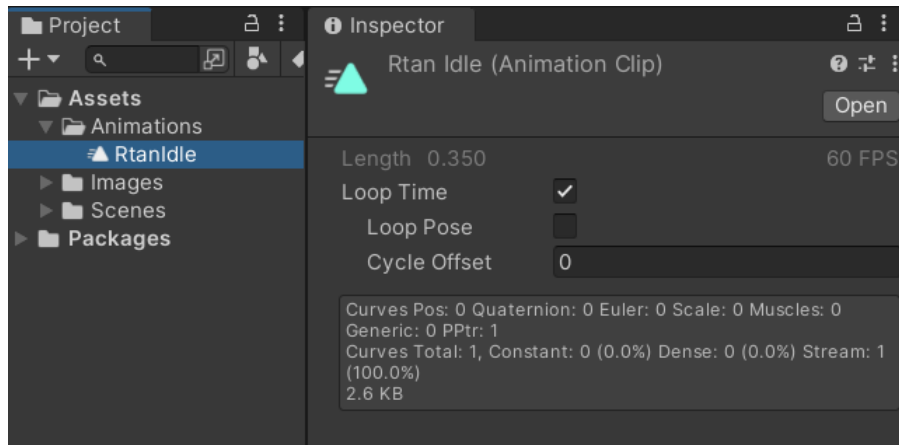 Project
Assets
Animations
RtanIdle
Images
Scenes
Packages
Inspector
Rtan Idle (Animation Clip)
Open
Length 0.350 60 FPS
Loop Time
Loop Pose
Cycle Offset 0
Curves Pos: 0 Quaternion: 0 Euler: 0 Scale: 0 Muscles: 0
Generic: 0 PPtr: 1
Curves Total: 1, Constant: 0 (0.0%) Dense: 0 (0.0%) Stream: 1
(100.0%)
2.6 KB